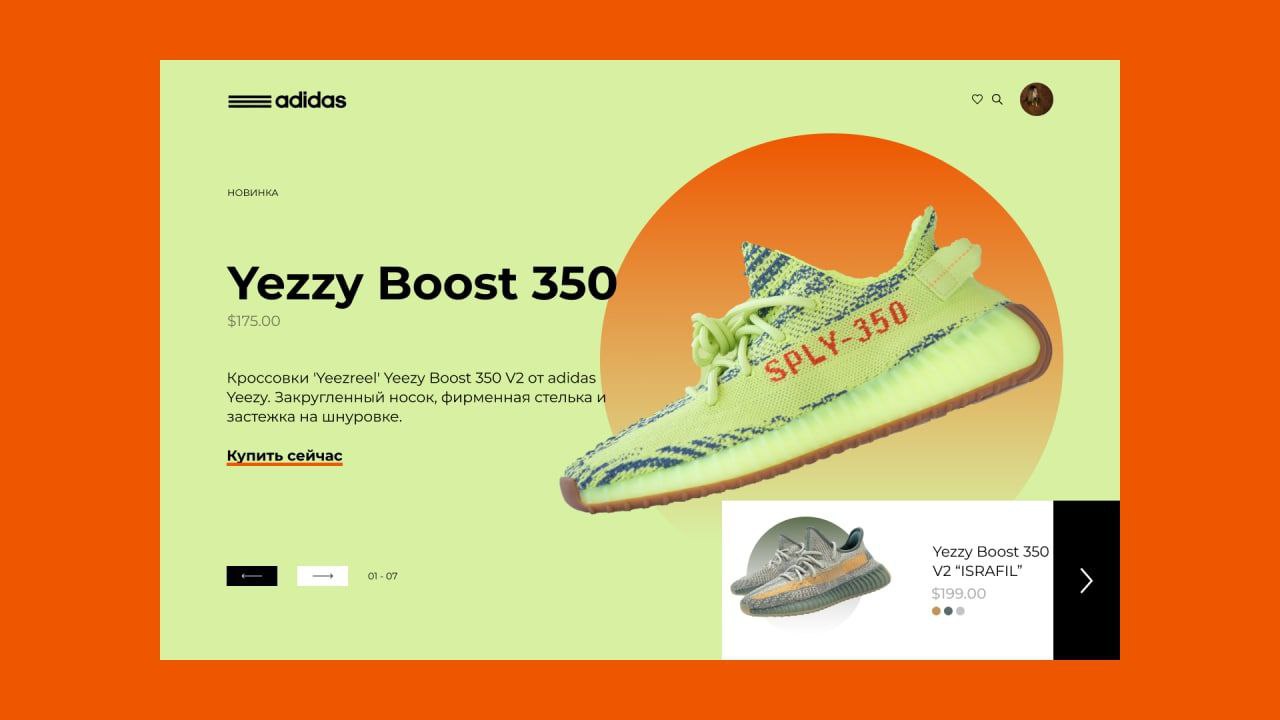 adidas
НОВИНКА
Yezzy Boost 350
$175.00
Кроссовки 'Yeezreel' Yeezy Boost 350 V2 от adidas
Yeezy. Закругленный носок, фирменная стелька и
застежка на шнуровке.
Купить сейчас
01 - 07
SPLY-350
Yezzy Boost 350
V2 “ISRAFIL”
$199.00